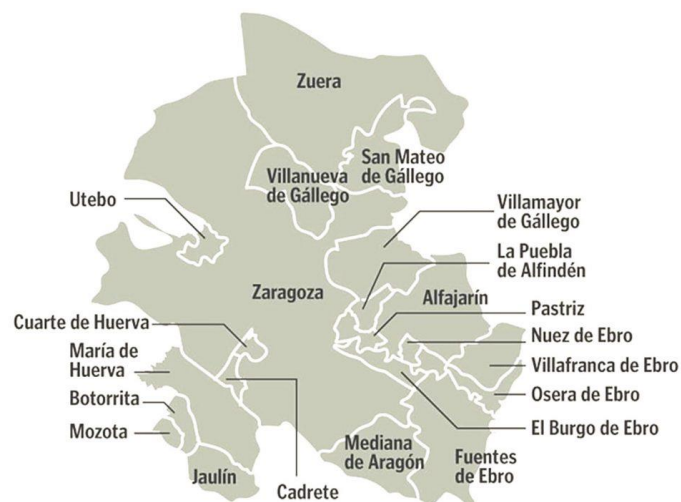 Zuera
San Mateo
de Gállego
Villanueva
de Gállego
Utebo
Villamayor
de Gállego
La Puebla
de Alfindén
Zaragoza
Alfajarín
Pastriz
Cuarte de Huerva
Nuez de Ebro
María de
Huerva
Villafranca de Ebro
Botorrita
Osera de Ebro
Mozota
El Burgo de Ebro
Mediana
de Aragón
Fuentes
de Ebro
Jaulín
Cadrete